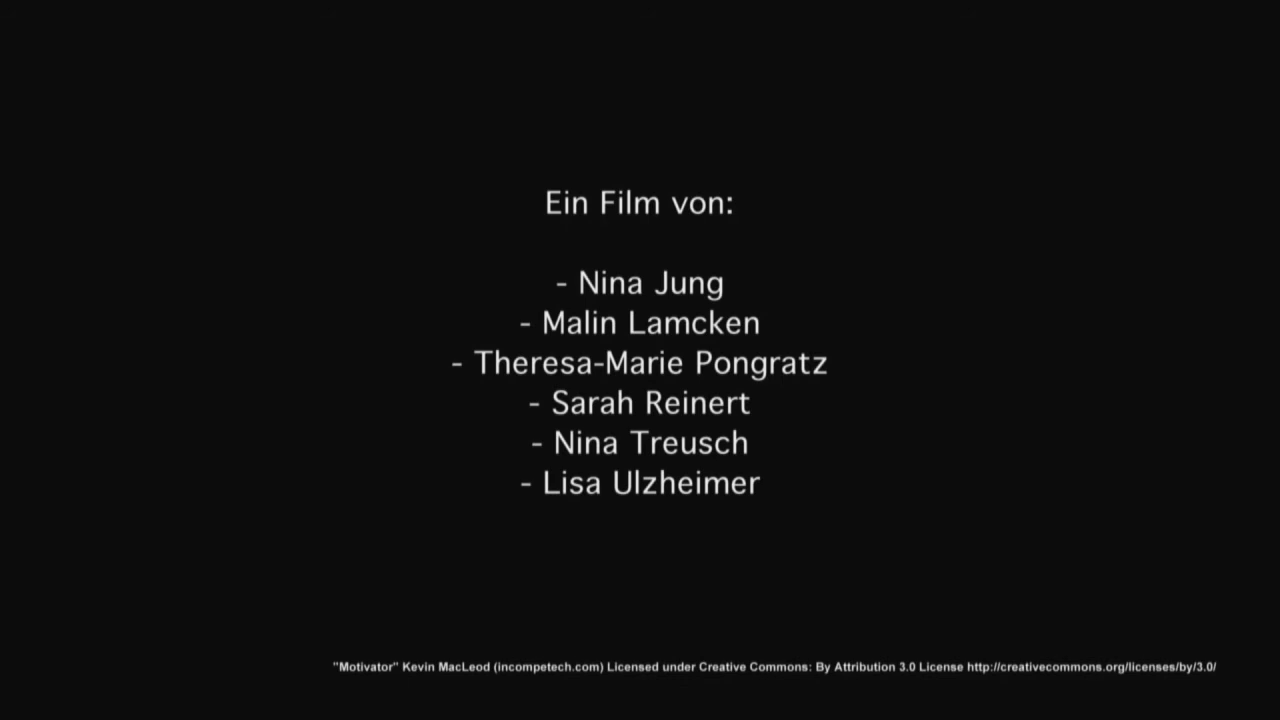 Ein Film von:
- Nina Jung
- Malin Lamcken
- Theresa-Marie Pongratz
- Sarah Reinert
- Nina Treusch
- Lisa Ulzheimer
"Motivator" Kevin MacLeod (incompetech.com) Licensed under Creative Commons: By Attribution 3.0 License http://creativecommons.org/licenses/by/3.0/